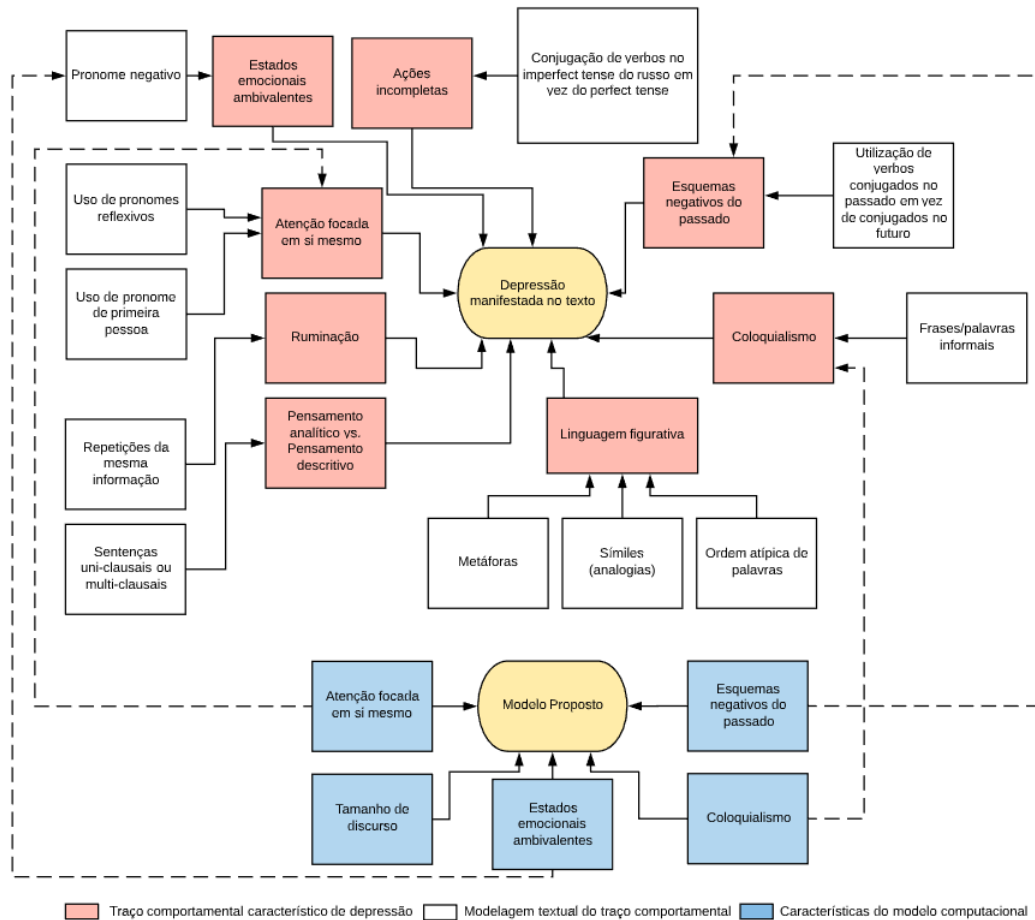 Pronome negativo
Estados
emocionais
ambivalentes
Ações
incompletas
Conjugação de yerbos no
imperfect tense do russo em
yez do perfect tense
Uso de pronomes
reflexivos
Atenção focada
em si mesmo
Esquemas
negativos do
passado
Utilização de
yerbos
conjugados no
passado em yez
de conjugados no
futuro
Uso de pronome
de primeira
pessoa
Depressão
manifestada no texto
Ruminação
Coloquialismo
Frases/palavras
informais
Repetições da
mesma
informação
Pensamento
analítico vs.
Pensamento
descritivo
Linguagem figurativa
Sentenças
uni-clausais ou
multi-clausais
Metáforas
Símiles
(analogias)
Ordem atípica de
palavras
Atenção focada
em si mesmo
Modelo Proposto
Esquemas
negativos do
passado
Tamanho de
discurso
Estados
emocionais
ambivalentes
Coloquialismo
Traço comportamental característico de depressão
Modelagem textual do traço comportamental
Características do modelo computacional